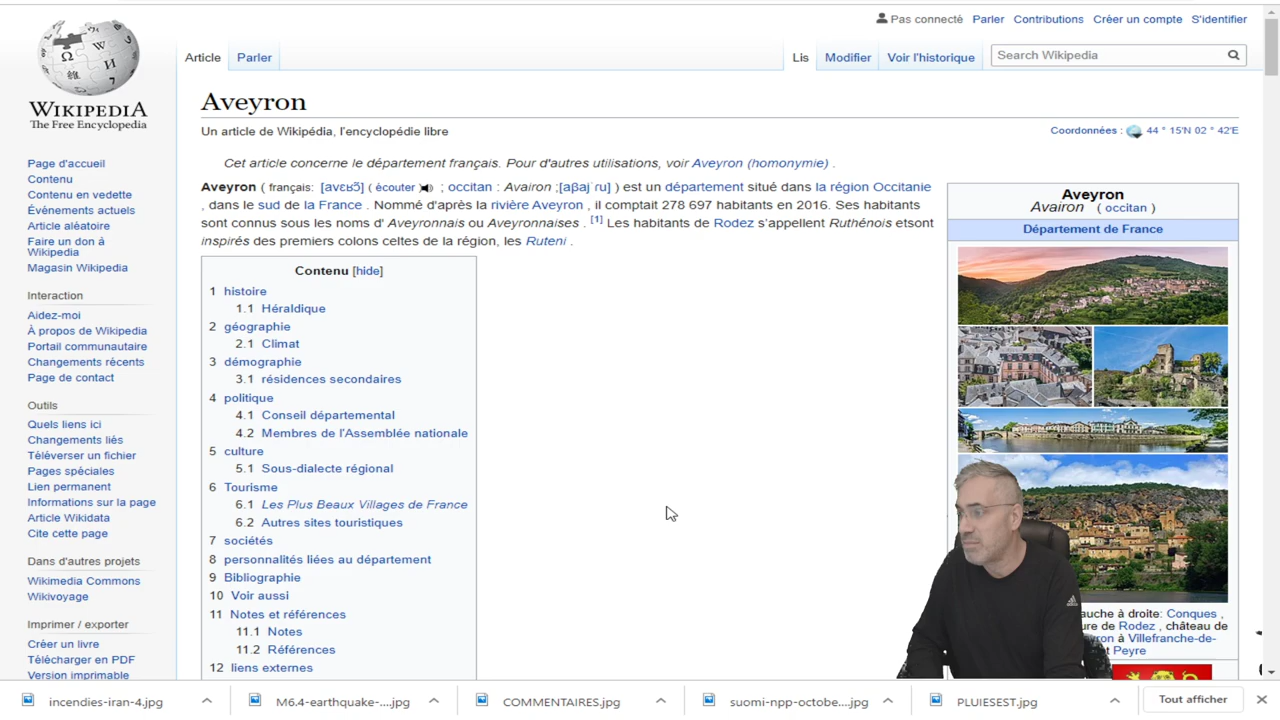 Pas connecté Parler Contributions Créer un compte S'identifier
Article Parler Lis Modifier Voir l'historique Search Wikipedia
WIKIPEDIA
The Free Encyclopedia
Page d'accueil
Contenu
Contenu en vedette
Événements actuels
Article aléatoire
Faire un don à
Wikipedia
Magasin Wikipedia
Interaction
Aidez-moi
À propos de Wikipedia
Portail communautaire
Changements récents
Page de contact
Outils
Quels liens ici
Changements liés
Téléverser un fichier
Pages spéciales
Lien permanent
Informations sur la page
Article Wikidata
Cite cette page
Dans d'autres projets
Wikimedia Commons
Wikivoyage
Imprimer / exporter
Créer un livre
Télécharger en PDF
Version imprimable
Aveyron
Un article de Wikipédia, l'encyclopédie libre
Coordonnées : 44 ° 15'N 02 ° 42'E
Cet article concerne le département français. Pour d'autres utilisations, voir Aveyron (homonymie) .
Aveyron ( français: [avɛʁɔ̃] ( écouter ) ; occitan : Avairon ;[aβajˈɾu] ) est un département situé dans la région Occitanie
, dans le sud de la France . Nommé d'après la rivière Aveyron , il comptait 278 697 habitants en 2016. Ses habitants
sont connus sous les noms d' Aveyronnais ou Aveyronnaises . [1] Les habitants de Rodez s'appellent Ruthénois etsont
inspirés des premiers colons celtes de la région, les Ruteni .
Contenu [hide]
1 histoire
1.1 Héraldique
2 géographie
2.1 Climat
3 démographie
3.1 résidences secondaires
4 politique
4.1 Conseil départemental
4.2 Membres de l'Assemblée nationale
5 culture
5.1 Sous-dialecte régional
6 Tourisme
6.1 Les Plus Beaux Villages de France
6.2 Autres sites touristiques
7 sociétés
8 personnalités liées au département
9 Bibliographie
10 Voir aussi
11 Notes et références
11.1 Notes
11.2 Références
12 liens externes
Aveyron
Avairon ( occitan )
Département de France
auche à droite: Conques ,
ure de Rodez , château de
on à Villefranche-de-
t Peyre
incendies-iran-4.jpg M6.4-earthquake-....jpg COMMENTAIRES.jpg suomi-npp-octobe....jpg PLUIESEST.jpg Tout afficher